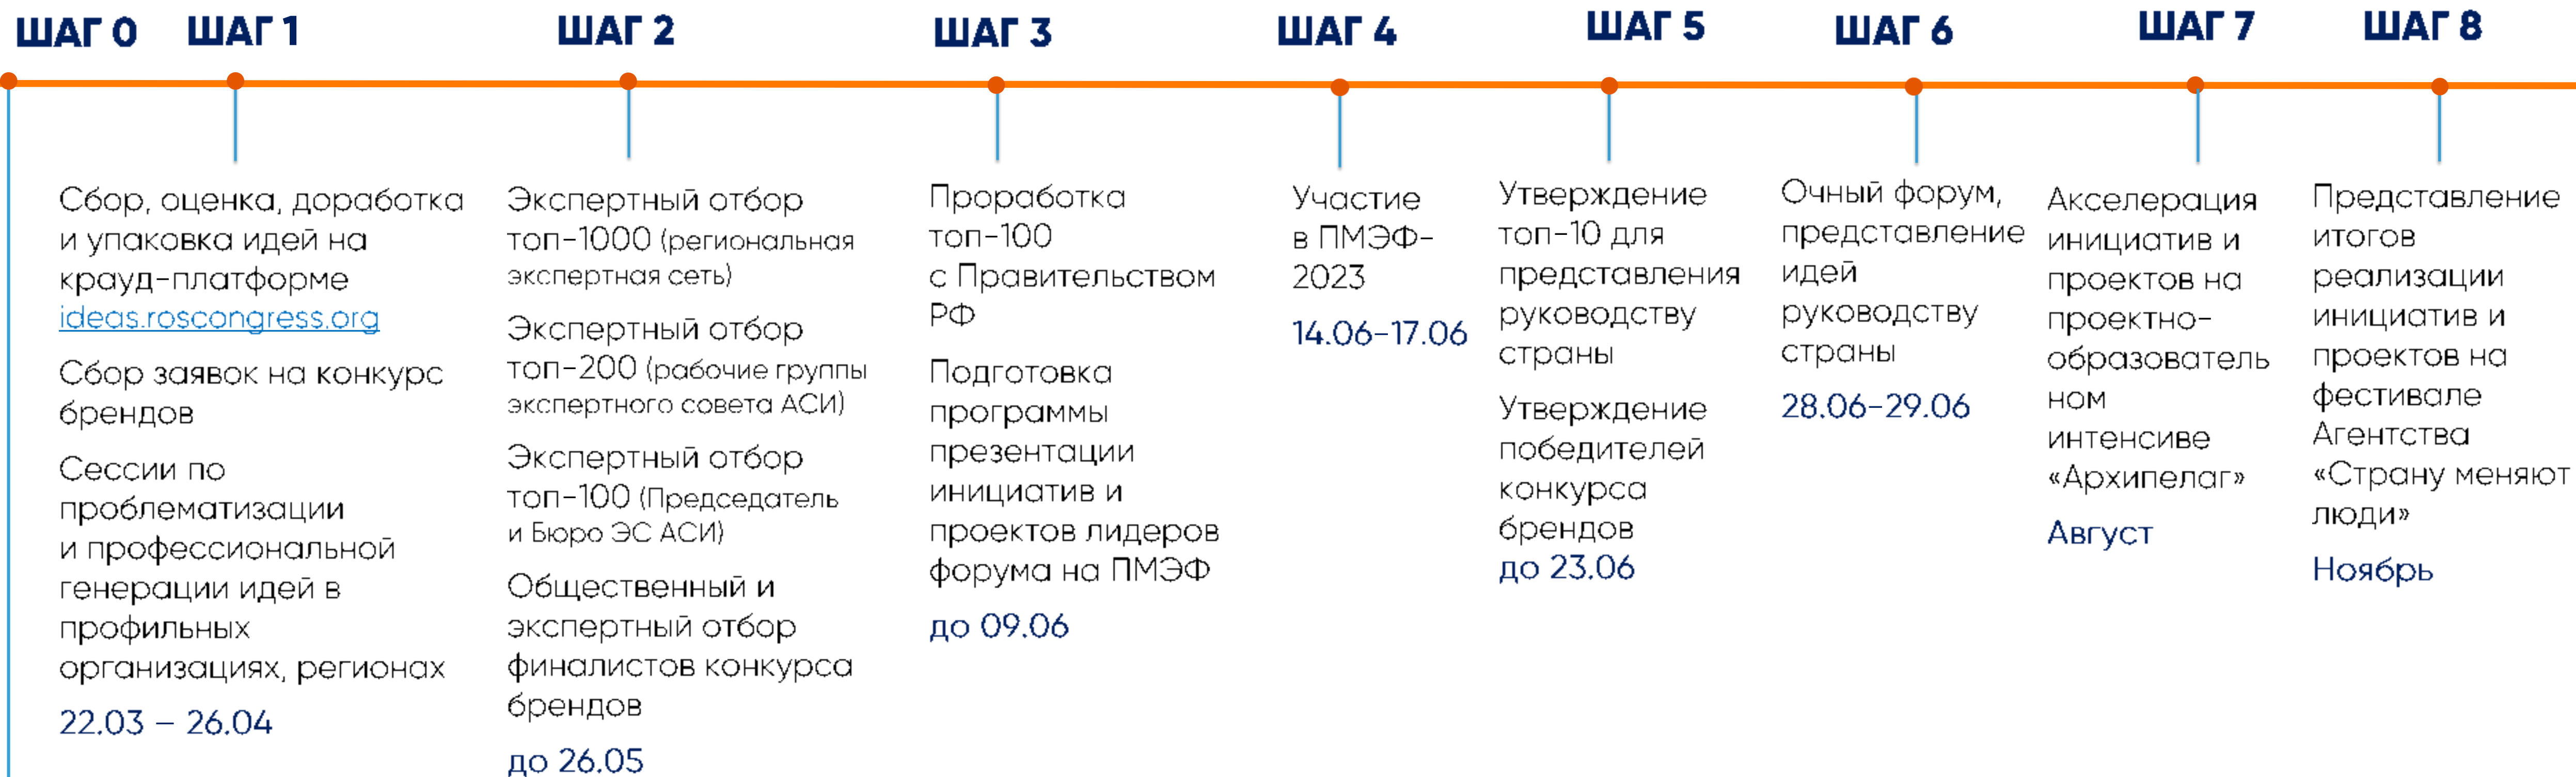 ШАГ 0
ШАГ 1
ШАГ 2
ШАГ 3
ШАГ 4
ШАГ 5
ШАГ 6
ШАГ 7
ШАГ 8
Сбор, оценка, доработка
и упаковка идей на
крауд-платформе
ideas.roscongress.org
Сбор заявок на конкурс
брендов
Сессии по
проблематизации
и профессиональной
генерации идей в
профильных
организациях, регионах
22.03 – 26.04
Экспертный отбор
топ-1000 (региональная
экспертная сеть)
Экспертный отбор
топ-200 (рабочие группы
экспертного совета АСИ)
Экспертный отбор
топ-100 (Председатель
и Бюро ЭС АСИ)
Общественный и
экспертный отбор
финалистов конкурса
брендов
до 26.05
Проработка
топ-100
с Правительством
РФ
Подготовка
программы
презентации
инициатив и
проектов лидеров
форума на ПМЭФ
до 09.06
Участие
в ПМЭФ-
2023
14.06-17.06
Утверждение
топ-10 для
представления
руководству
страны
Утверждение
победителей
конкурса
брендов
до 23.06
Очный форум,
представление
идей
руководству
страны
28.06-29.06
Акселерация
инициатив и
проектов на
проектно-
образователь
ном
интенсиве
«Архипелаг»
Август
Представление
итогов
реализации
инициатив и
проектов на
фестивале
Агентства
«Страну меняют
люди»
Ноябрь